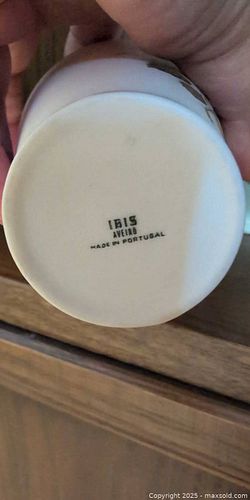 IBIS
AVEIRO
MADE IN PORTUGAL
Copyright 2025 - maxsold.com